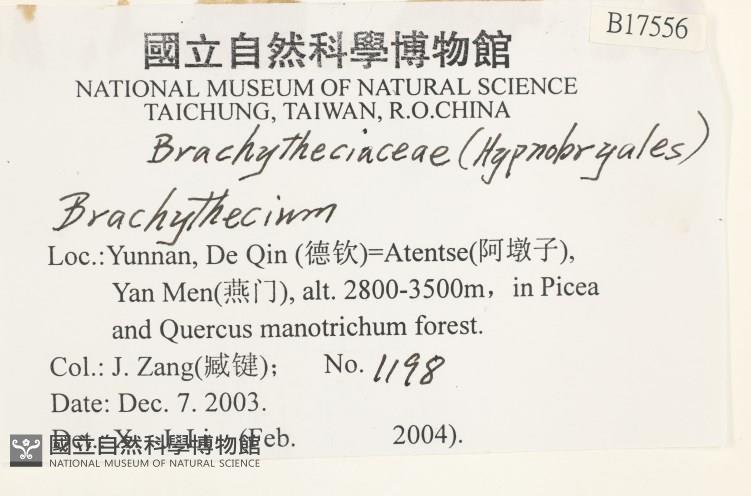 B17556
國立自然科學博物館
NATIONAL MUSEUM OF NATURAL SCIENCE
TAICHUNG, TAIWAN, R.O.CHINA
Brachytheciaceae (Hypnobryales)
Brachythecium
Loc.:Yunnan, De Qin (德钦)=Atentse(阿墩子),
Yan Men(燕门), alt. 2800-3500m，in Picea
and Quercus manotrichum forest.
Col.: J. Zang(臧键)； No. 1198
Date: Dec. 7. 2003.
(Feb. 2004).
國立自然科學博物館
NATIONAL MUSEUM OF NATURAL SCIENCE